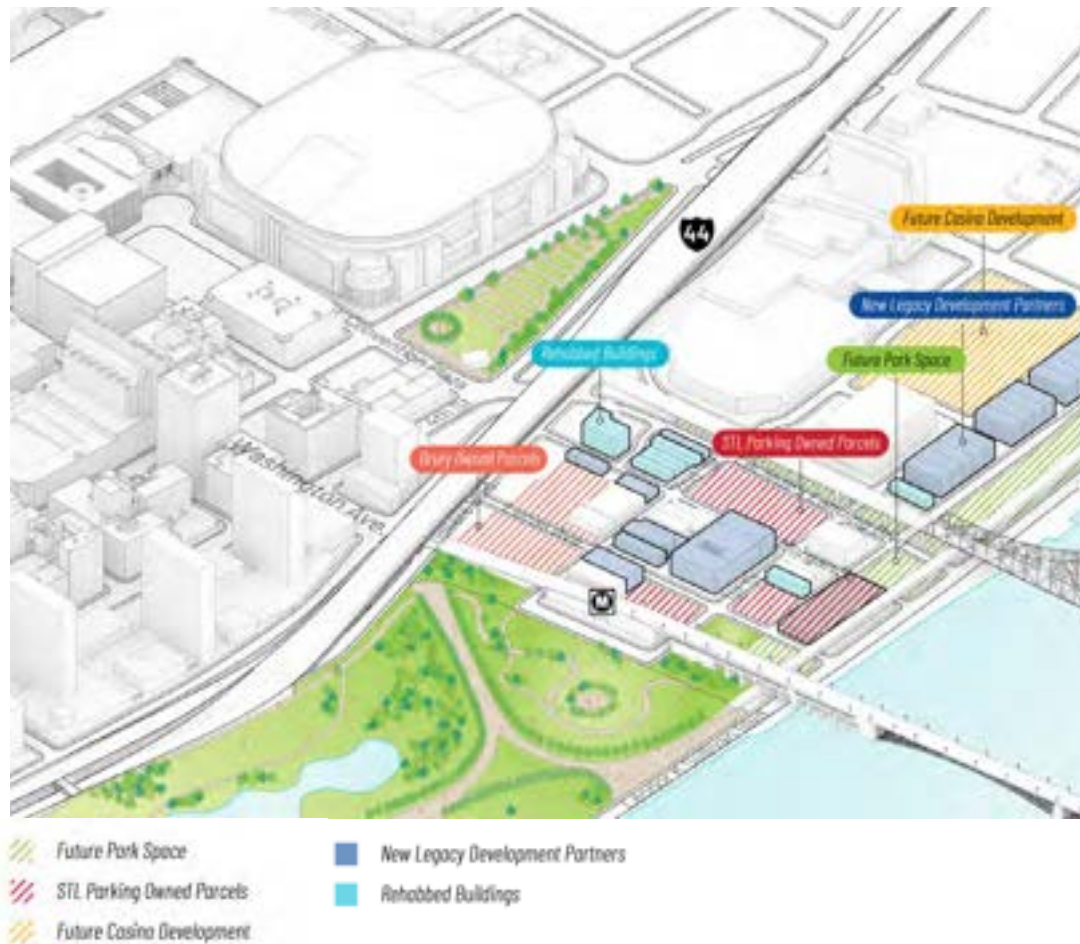 44
Future Casino Development
New Legacy Development Partners
Future Park Space
Rehabbed Buildings
STL Parking Owned Parcels
Drury Owned Parcels
Washington Ave.
M
Future Park Space
STL Parking Owned Parcels
Future Casino Development
New Legacy Development Partners
Rehabbed Buildings